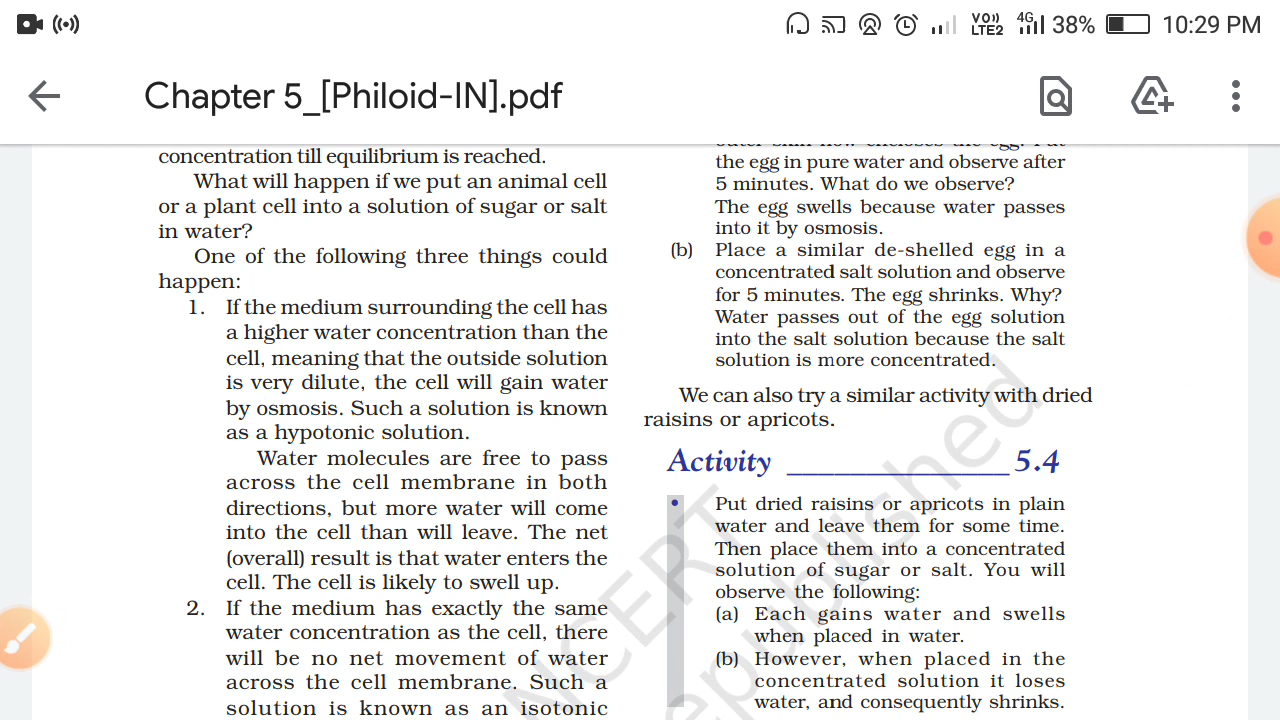 VO))
LTE2
4G
38%
10:29 PM
Chapter 5_[Philoid-IN].pdf
concentration till equilibrium is reached.
What will happen if we put an animal cell
or a plant cell into a solution of sugar or salt
in water?
One of the following three things could
happen:
1. If the medium surrounding the cell has
a higher water concentration than the
cell, meaning that the outside solution
is very dilute, the cell will gain water
by osmosis. Such a solution is known
as a hypotonic solution.
Water molecules are free to pass
across the cell membrane in both
directions, but more water will come
into the cell than will leave. The net
(overall) result is that water enters the
cell. The cell is likely to swell up.
2. If the medium has exactly the same
water concentration as the cell, there
will be no net movement of water
across the cell membrane. Such a
solution is known as an isotonic
outer skin now encloses the egg. Put
the egg in pure water and observe after
5 minutes. What do we observe?
The egg swells because water passes
into it by osmosis.
(b) Place a similar de-shelled egg in a
concentrated salt solution and observe
for 5 minutes. The egg shrinks. Why?
Water passes out of the egg solution
into the salt solution because the salt
solution is more concentrated.
We can also try a similar activity with dried
raisins or apricots.
Activity ____________________ 5.4
• Put dried raisins or apricots in plain
water and leave them for some time.
Then place them into a concentrated
solution of sugar or salt. You will
observe the following:
(a) Each gains water and swells
when placed in water.
(b) However, when placed in the
concentrated solution it loses
water, and consequently shrinks.
NCERT
republished